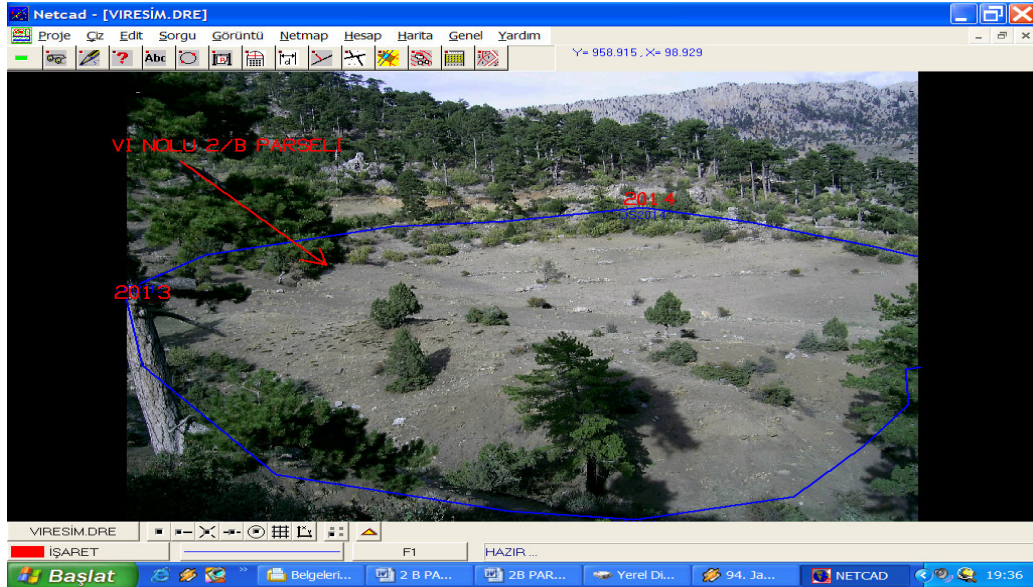 Netcad - [VIRESİM.DRE]
Proje Çiz Edit Sorgu Görüntü Netmap Hesap Harita Genel Yardım
Abc
Y= 958.915 , X= 98.929
VI NOLU 2/B PARSELİ
2014
2013
VIRESİM.DRE
İŞARET
F1
HAZIR ...
Başlat
Belgeleri...
2 B PA...
2B PAR...
Yerel Di...
94. Ja...
NETCAD
19:36